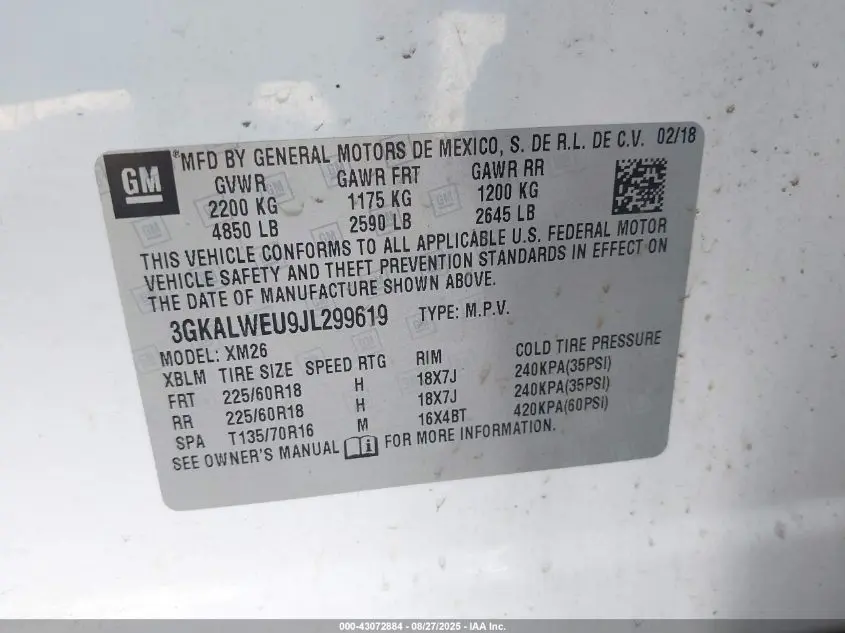 GM ®MFD BY GENERAL MOTORS DE MEXICO, S. DE R.L. DE C.V. 02/18
GVWR GAWR FRT GAWR RR
2200 KG 1175 KG 1200 KG
4850 LB 2590 LB 2645 LB
THIS VEHICLE CONFORMS TO ALL APPLICABLE U.S. FEDERAL MOTOR
VEHICLE SAFETY AND THEFT PREVENTION STANDARDS IN EFFECT ON
THE DATE OF MANUFACTURE SHOWN ABOVE.
3GKALWEU9JL299619 TYPE: M.P.V.
MODEL: XM26
XBLM TIRE SIZE SPEED RTG RIM COLD TIRE PRESSURE
FRT 225/60R18 H 18X7J 240KPA(35PSI)
RR 225/60R18 H 18X7J 240KPA(35PSI)
SPA T135/70R16 M 16X4BT 420KPA(60PSI)
SEE OWNER'S MANUAL FOR MORE INFORMATION.
000-43072884 - 08/27/2025 - IAA Inc.